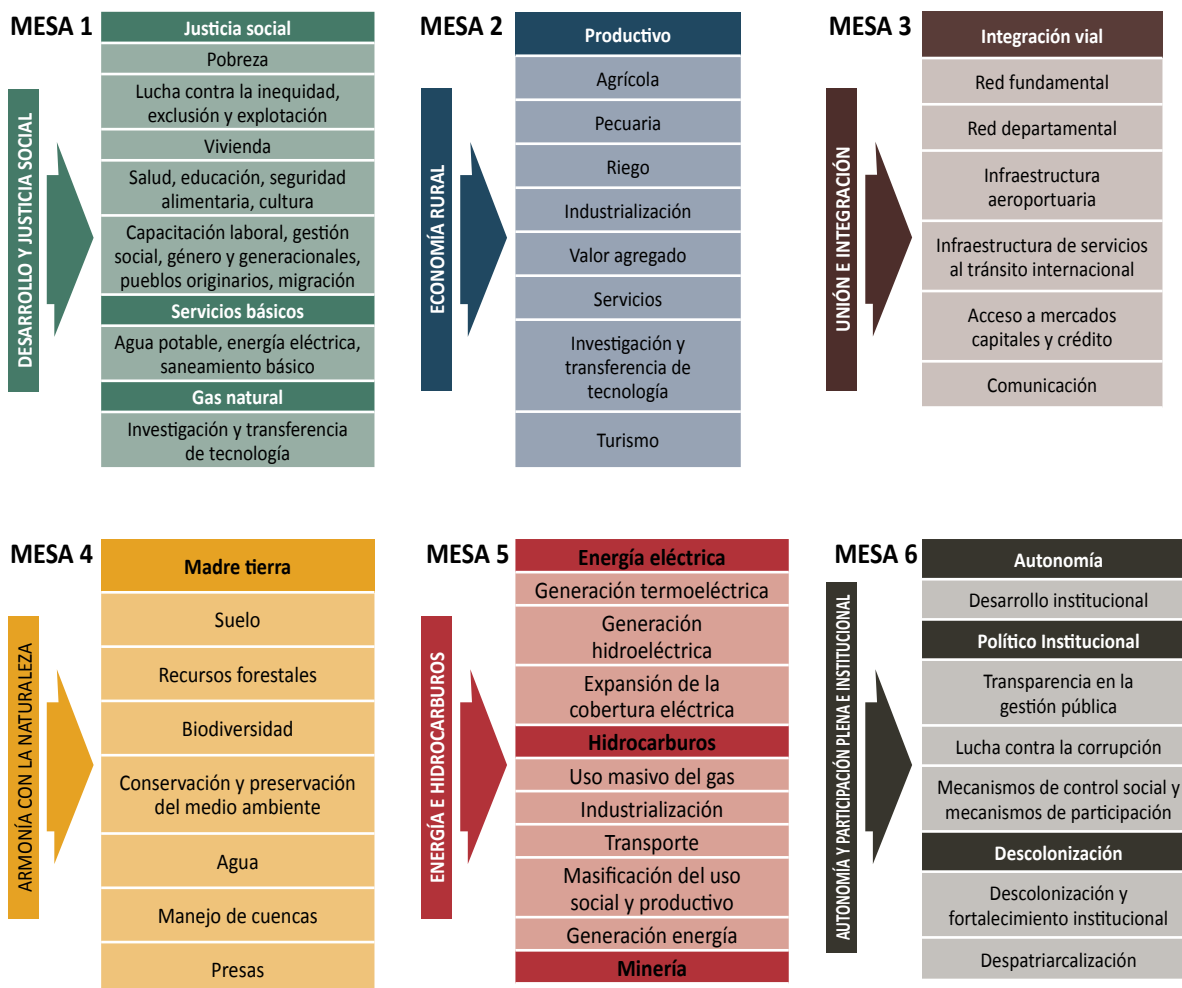 MESA 1
DESARROLLO Y JUSTICIA SOCIAL
Justicia social
Pobreza
Lucha contra la inequidad,
exclusión y explotación
Vivienda
Salud, educación, seguridad
alimentaria, cultura
Capacitación laboral, gestión
social, género y generacionales,
pueblos originarios, migración
Servicios básicos
Agua potable, energía eléctrica,
saneamiento básico
Gas natural
Investigación y transferencia
de tecnología
MESA 2
ECONOMÍA RURAL
Productivo
Agrícola
Pecuaria
Riego
Industrialización
Valor agregado
Servicios
Investigación y
transferencia de
tecnología
Turismo
MESA 3
UNIÓN E INTEGRACIÓN
Integración vial
Red fundamental
Red departamental
Infraestructura
aeroportuaria
Infraestructura de servicios
al tránsito internacional
Acceso a mercados
capitales y crédito
Comunicación
MESA 4
ARMONÍA CON LA NATURALEZA
Madre tierra
Suelo
Recursos forestales
Biodiversidad
Conservación y preservación
del medio ambiente
Agua
Manejo de cuencas
Presas
MESA 5
ENERGÍA E HIDROCARBUROS
Energía eléctrica
Generación termoeléctrica
Generación
hidroeléctrica
Expansión de la
cobertura eléctrica
Hidrocarburos
Uso masivo del gas
Industrialización
Transporte
Masificación del uso
social y productivo
Generación energía
Minería
MESA 6
AUTONOMÍA Y PARTICIPACIÓN PLENA E INSTITUCIONAL
Autonomía
Desarrollo institucional
Político Institucional
Transparencia en la
gestión pública
Lucha contra la corrupción
Mecanismos de control social y
mecanismos de participación
Descolonización
Descolonización y
fortalecimiento institucional
Despatriarcalización